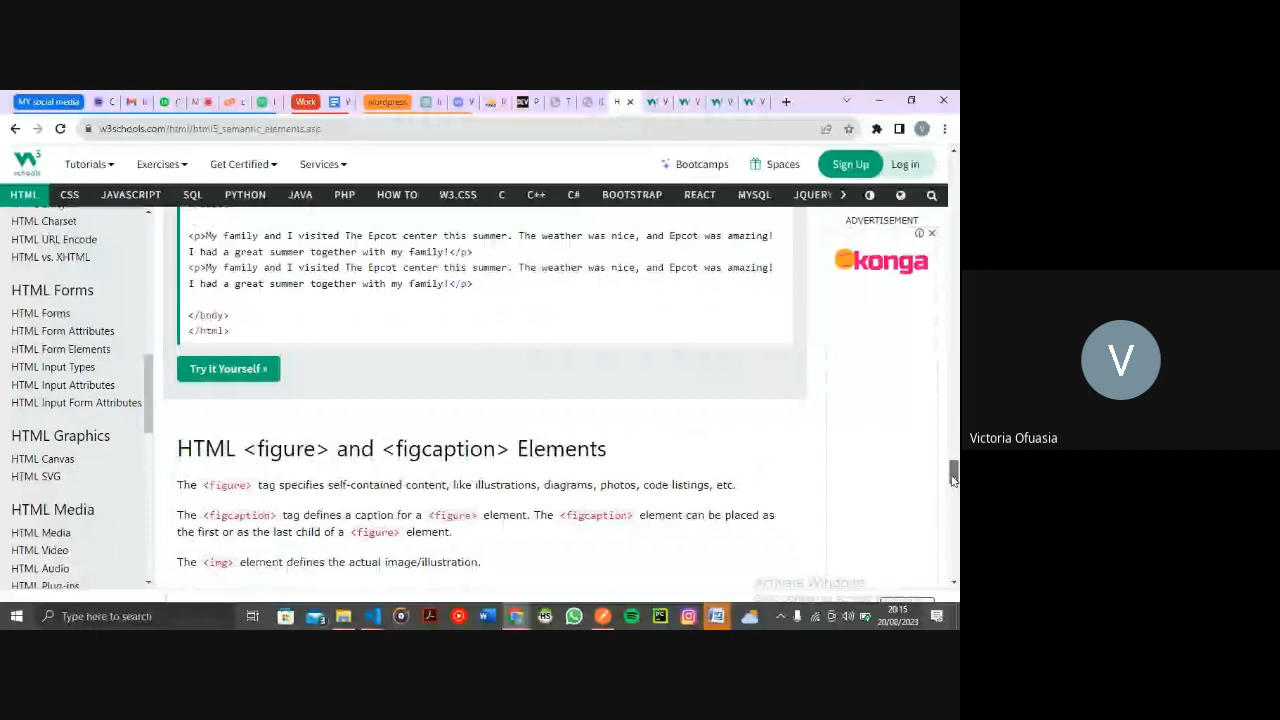 MY social media
Work
wordpress
w3schools.com/html/html5_semantic_elements.asp
W3 schools
Tutorials
Exercises
Get Certified
Services
Bootcamps
Spaces
Sign Up
Log in
HTML CSS JAVASCRIPT SQL PYTHON JAVA PHP HOW TO W3.CSS C C++ C# BOOTSTRAP REACT MYSQL JQUERY
HTML Charset
HTML URL Encode
HTML vs. XHTML
HTML Forms
HTML Forms
HTML Form Attributes
HTML Form Elements
HTML Input Types
HTML Input Attributes
HTML Input Form Attributes
HTML Graphics
HTML Canvas
HTML SVG
HTML Media
HTML Media
HTML Video
HTML Audio
HTML Plug-ins
<p>My family and I visited The Epcot center this summer. The weather was nice, and Epcot was amazing!
I had a great summer together with my family!</p>
<p>My family and I visited The Epcot center this summer. The weather was nice, and Epcot was amazing!
I had a great summer together with my family!</p>
</body>
</html>
Try it Yourself »
HTML <figure> and <figcaption> Elements
The <figure> tag specifies self-contained content, like illustrations, diagrams, photos, code listings, etc.
The <figcaption> tag defines a caption for a <figure> element. The <figcaption> element can be placed as
the first or as the last child of a <figure> element.
The <img> element defines the actual image/illustration.
ADVERTISEMENT
konga
Activate Windows
Type here to search
20:15
20/08/2023
V
Victoria Ofuasia